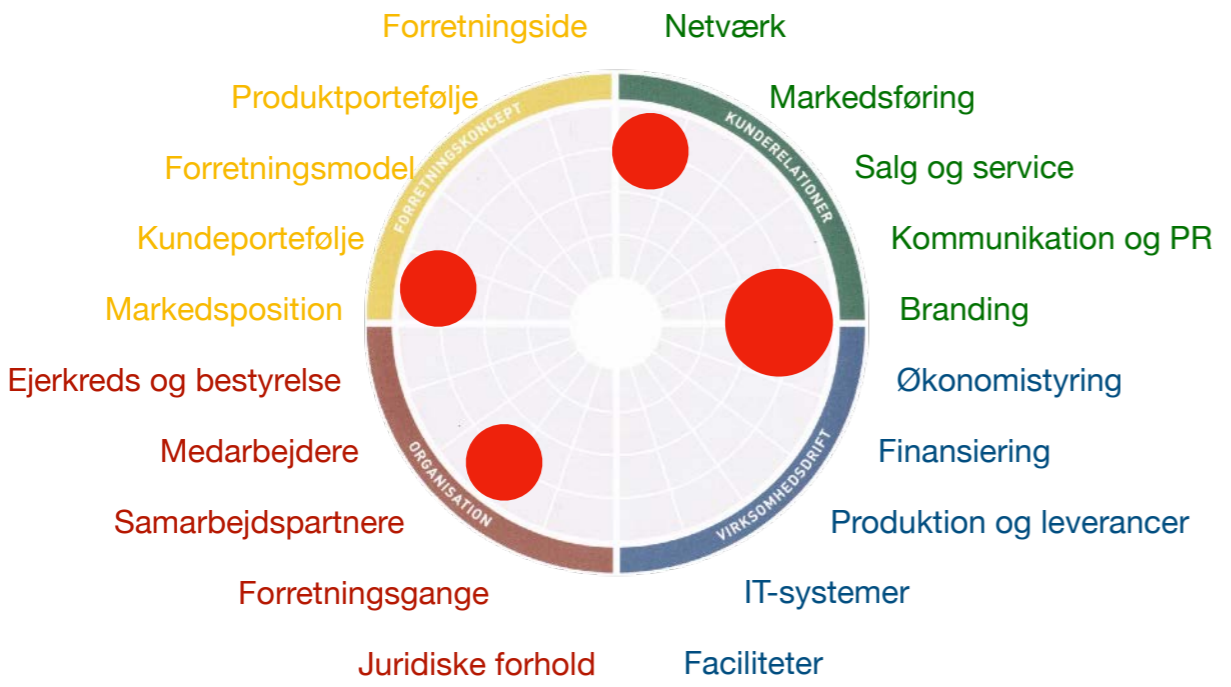 Forretningside
Netværk
Produktportefølje
Markedsføring
Forretningsmodel
Salg og service
Kundeportefølje
Kommunikation og PR
Markedsposition
Branding
Ejerkreds og bestyrelse
Økonomistyring
Medarbejdere
Finansiering
Samarbejdspartnere
Produktion og leverancer
Forretningsgange
IT-systemer
Juridiske forhold
Faciliteter
FORRETNINGSKONCEPT
KUNDERELATIONER
ORGANISATION
VIRKSOMHEDSDRIFT